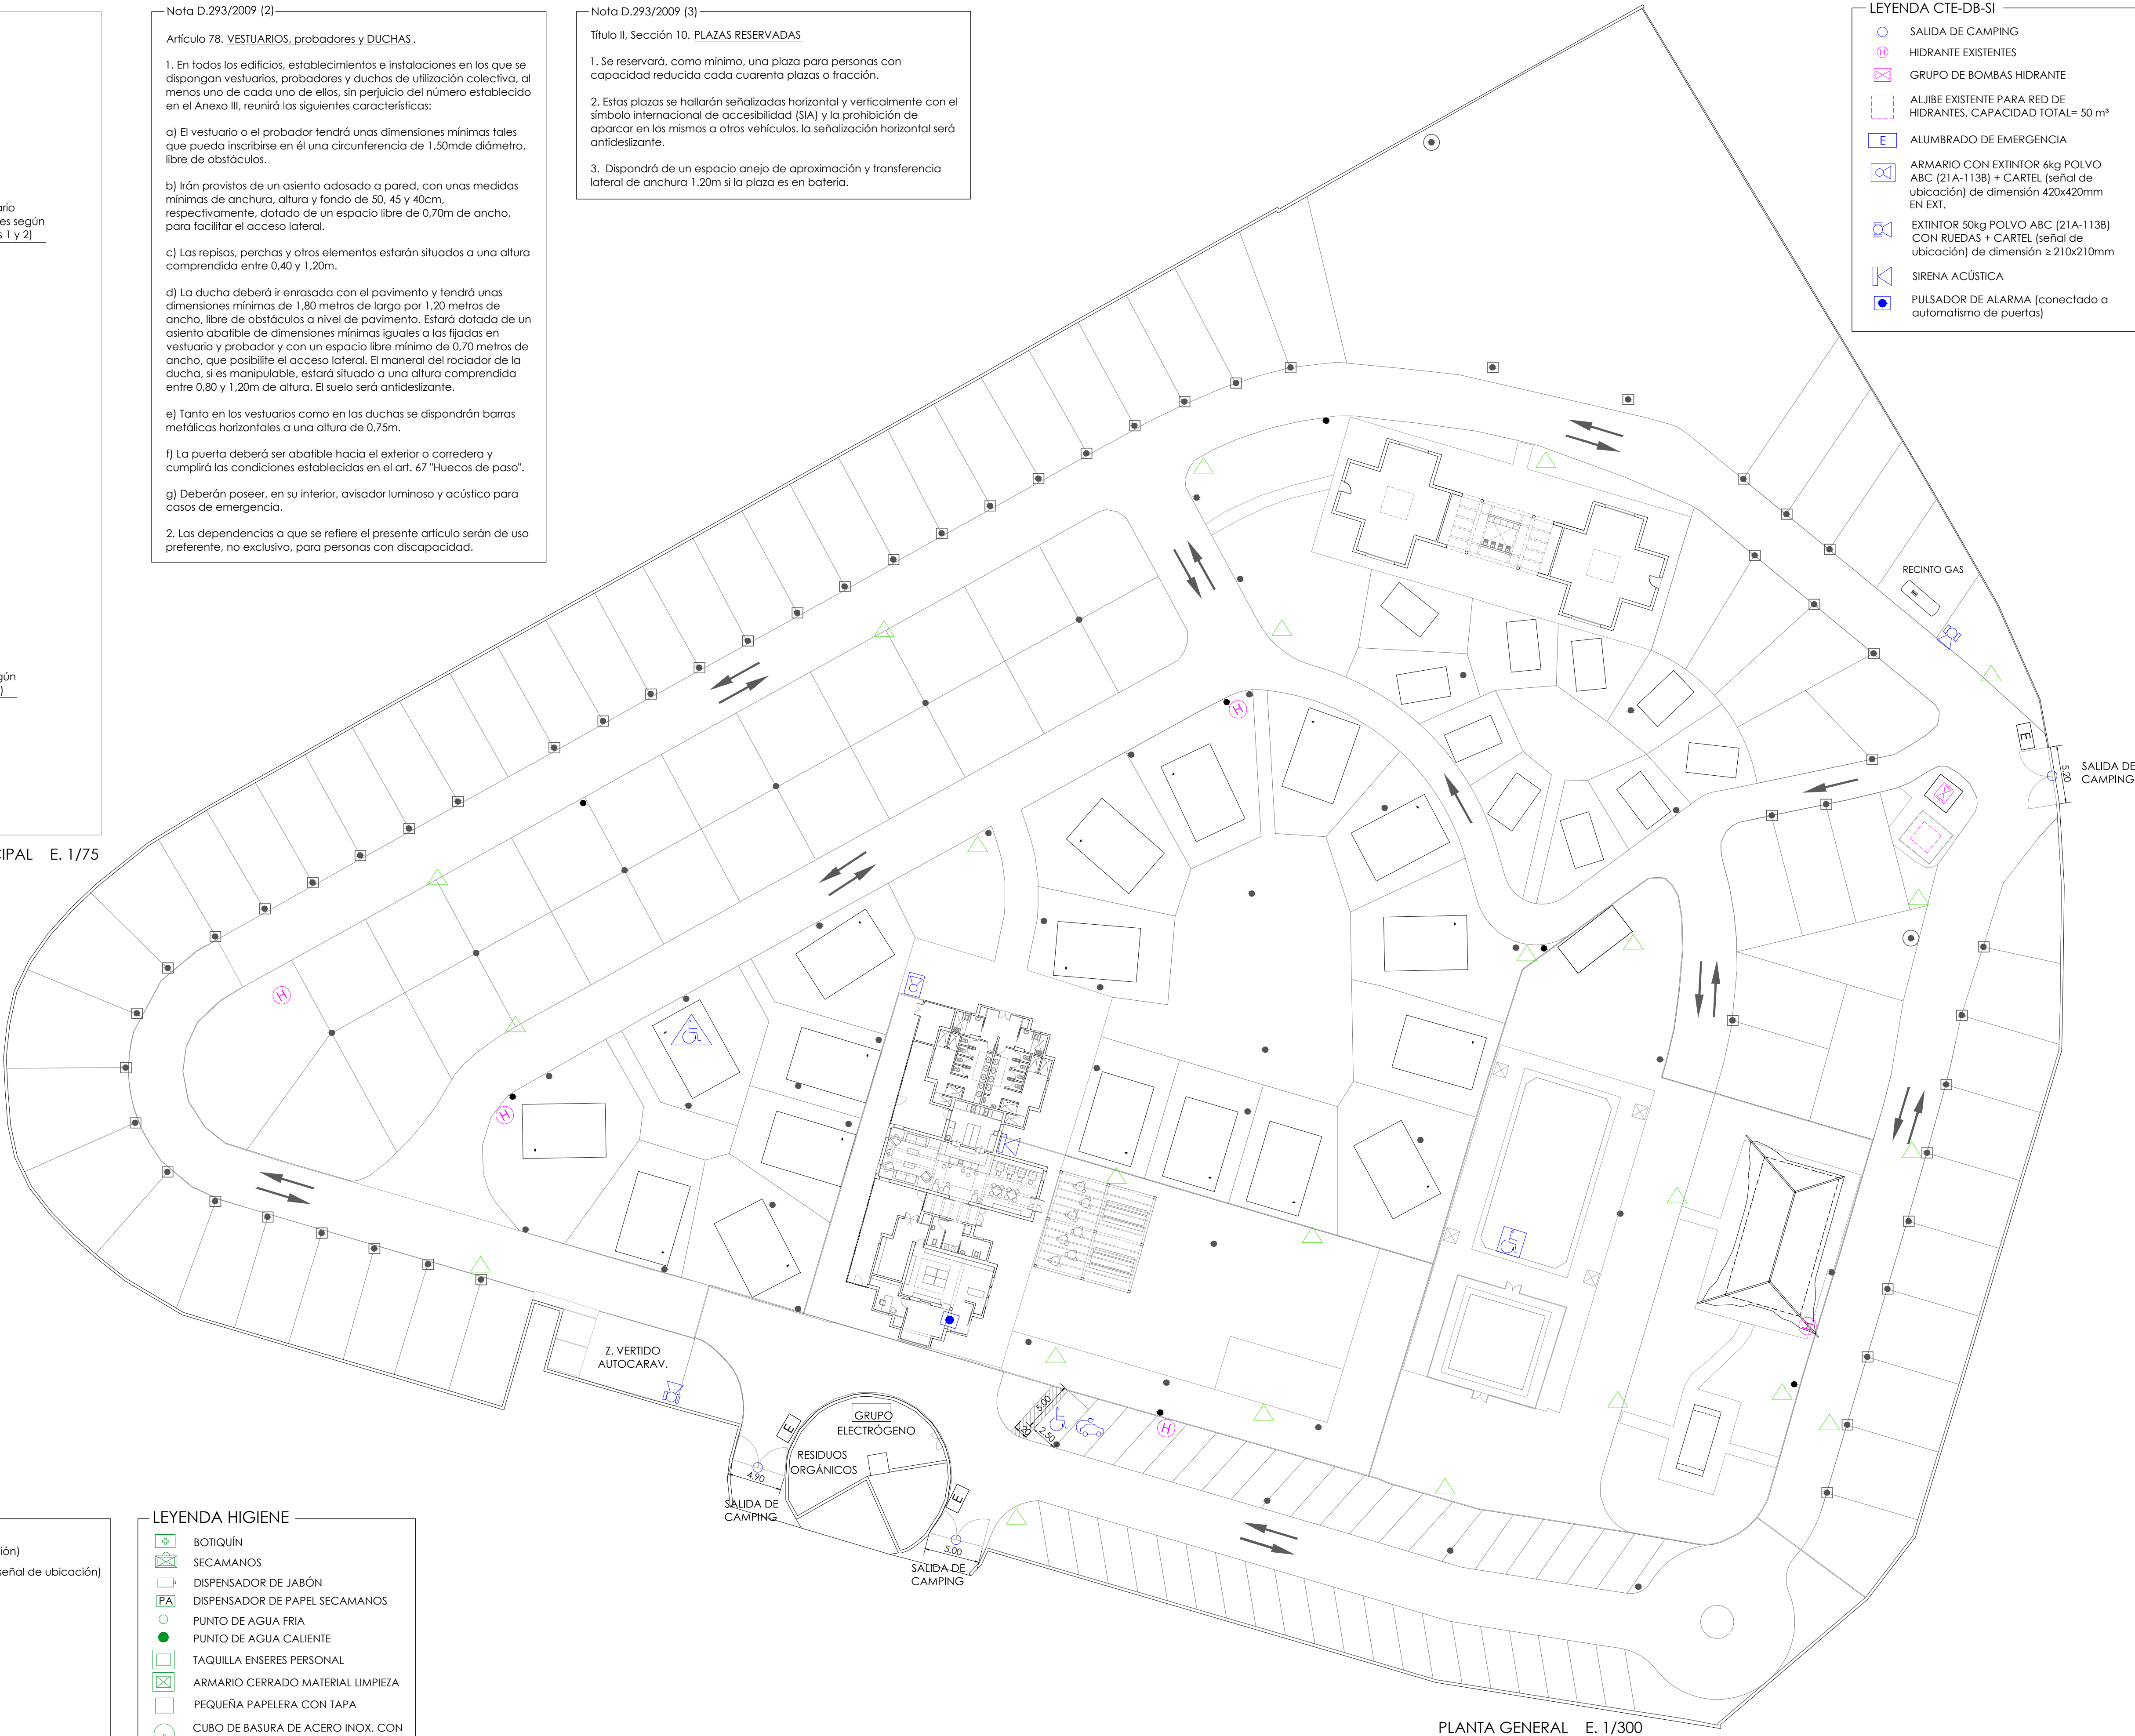 ario
es según
s 1 y 2)
gún
)
CIPAL E. 1/75
Nota D.293/2009 (2)
Artículo 78. VESTUARIOS, probadores y DUCHAS.
1. En todos los edificios, establecimientos e instalaciones en los que se
dispongan vestuarios, probadores y duchas de utilización colectiva, al
menos uno de cada uno de ellos, sin perjuicio del número establecido
en el Anexo III, reunirá las siguientes características:
a) El vestuario o el probador tendrá unas dimensiones mínimas tales
que pueda inscribirse en él una circunferencia de 1,50mde diámetro,
libre de obstáculos.
b) Irán provistos de un asiento adosado a pared, con unas medidas
mínimas de anchura, altura y fondo de 50, 45 y 40cm,
respectivamente, dotado de un espacio libre de 0,70m de ancho,
para facilitar el acceso lateral.
c) Las repisas, perchas y otros elementos estarán situados a una altura
comprendida entre 0,40 y 1,20m.
d) La ducha deberá ir enrasada con el pavimento y tendrá unas
dimensiones mínimas de 1,80 metros de largo por 1,20 metros de
ancho, libre de obstáculos a nivel de pavimento. Estará dotada de un
asiento abatible de dimensiones mínimas iguales a las fijadas en
vestuario y probador y con un espacio libre mínimo de 0,70 metros de
ancho, que posibilite el acceso lateral. El maneral del rociador de la
ducha, si es manipulable, estará situado a una altura comprendida
entre 0,80 y 1,20m de altura. El suelo será antideslizante.
e) Tanto en los vestuarios como en las duchas se dispondrán barras
metálicas horizontales a una altura de 0,75m.
f) La puerta deberá ser abatible hacia el exterior o corredera y
cumplirá las condiciones establecidas en el art. 67 "Huecos de paso".
g) Deberán poseer, en su interior, avisador luminoso y acústico para
casos de emergencia.
2. Las dependencias a que se refiere el presente artículo serán de uso
preferente, no exclusivo, para personas con discapacidad.
Nota D.293/2009 (3)
Título II, Sección 10. PLAZAS RESERVADAS
1. Se reservará, como mínimo, una plaza para personas con
capacidad reducida cada cuarenta plazas o fracción.
2. Estas plazas se hallarán señalizadas horizontal y verticalmente con el
símbolo internacional de accesibilidad (SIA) y la prohibición de
aparcar en los mismos a otros vehículos. la señalización horizontal será
antideslizante.
3. Dispondrá de un espacio anejo de aproximación y transferencia
lateral de anchura 1.20m si la plaza es en batería.
LEYENDA CTE-DB-SI
SALIDA DE CAMPING
H HIDRANTE EXISTENTES
GRUPO DE BOMBAS HIDRANTE
ALJIBE EXISTENTE PARA RED DE
HIDRANTES, CAPACIDAD TOTAL= 50 m³
E ALUMBRADO DE EMERGENCIA
ARMARIO CON EXTINTOR 6kg POLVO
ABC (21A-113B) + CARTEL (señal de
ubicación) de dimensión 420x420mm
EN EXT.
EXTINTOR 50kg POLVO ABC (21A-113B)
CON RUEDAS + CARTEL (señal de
ubicación) de dimensión ≥ 210x210mm
SIRENA ACÚSTICA
PULSADOR DE ALARMA (conectado a
automatismo de puertas)
RECINTO GAS
H
E
5.20
SALIDA DE
CAMPING
H
H
H
Z. VERTIDO
AUTOCARAV.
E
GRUPO
ELECTRÓGENO
RESIDUOS
ORGÁNICOS
4.90
SALIDA DE
CAMPING
E
5.00
SALIDA DE
CAMPING
5.00
2.50
H
LEYENDA HIGIENE
BOTIQUÍN
SECAMANOS
DISPENSADOR DE JABÓN
PA DISPENSADOR DE PAPEL SECAMANOS
PUNTO DE AGUA FRIA
PUNTO DE AGUA CALIENTE
TAQUILLA ENSERES PERSONAL
ARMARIO CERRADO MATERIAL LIMPIEZA
PEQUEÑA PAPELERA CON TAPA
CUBO DE BASURA DE ACERO INOX. CON
ión)
señal de ubicación)
PLANTA GENERAL E. 1/300